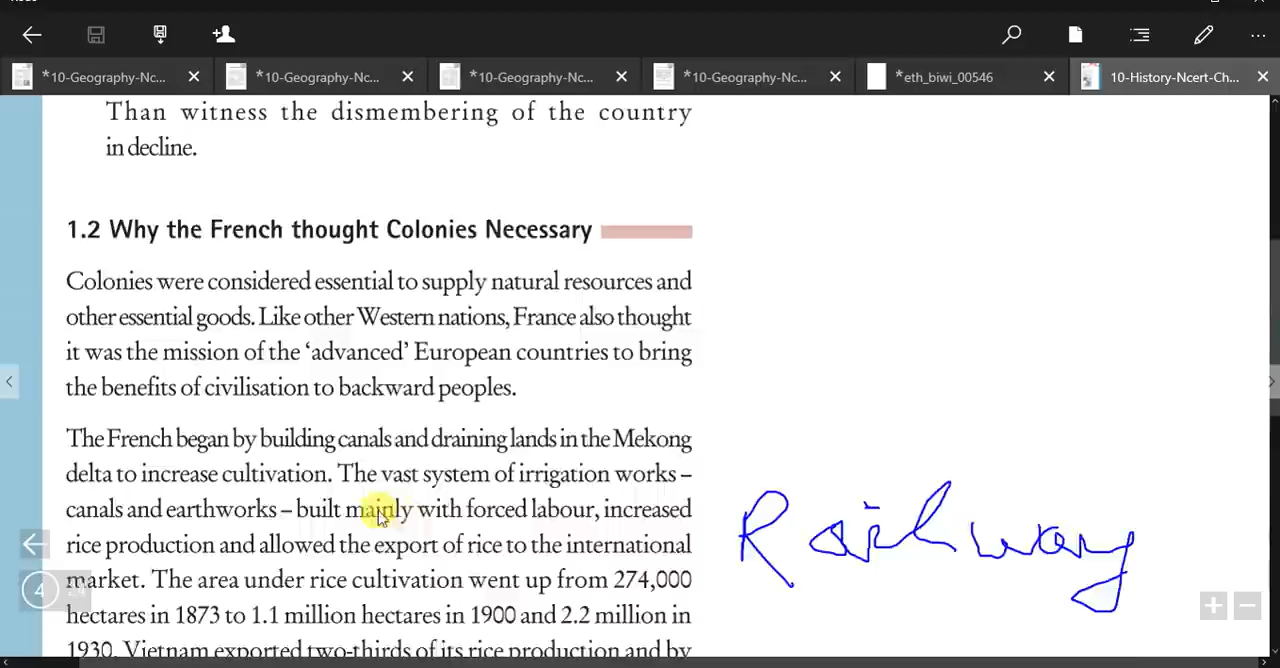 *10-Geography-Nc...
*10-Geography-Nc...
*10-Geography-Nc...
*10-Geography-Nc...
*eth_biwi_00546
10-History-Ncert-Ch...
Than witness the dismembering of the country
in decline.
1.2 Why the French thought Colonies Necessary
Colonies were considered essential to supply natural resources and
other essential goods. Like other Western nations, France also thought
it was the mission of the ‘advanced’ European countries to bring
the benefits of civilisation to backward peoples.
The French began by building canals and draining lands in the Mekong
delta to increase cultivation. The vast system of irrigation works –
canals and earthworks – built mainly with forced labour, increased
rice production and allowed the export of rice to the international
market. The area under rice cultivation went up from 274,000
hectares in 1873 to 1.1 million hectares in 1900 and 2.2 million in
1930. Vietnam exported two-thirds of its rice production and by
Railway
4 24